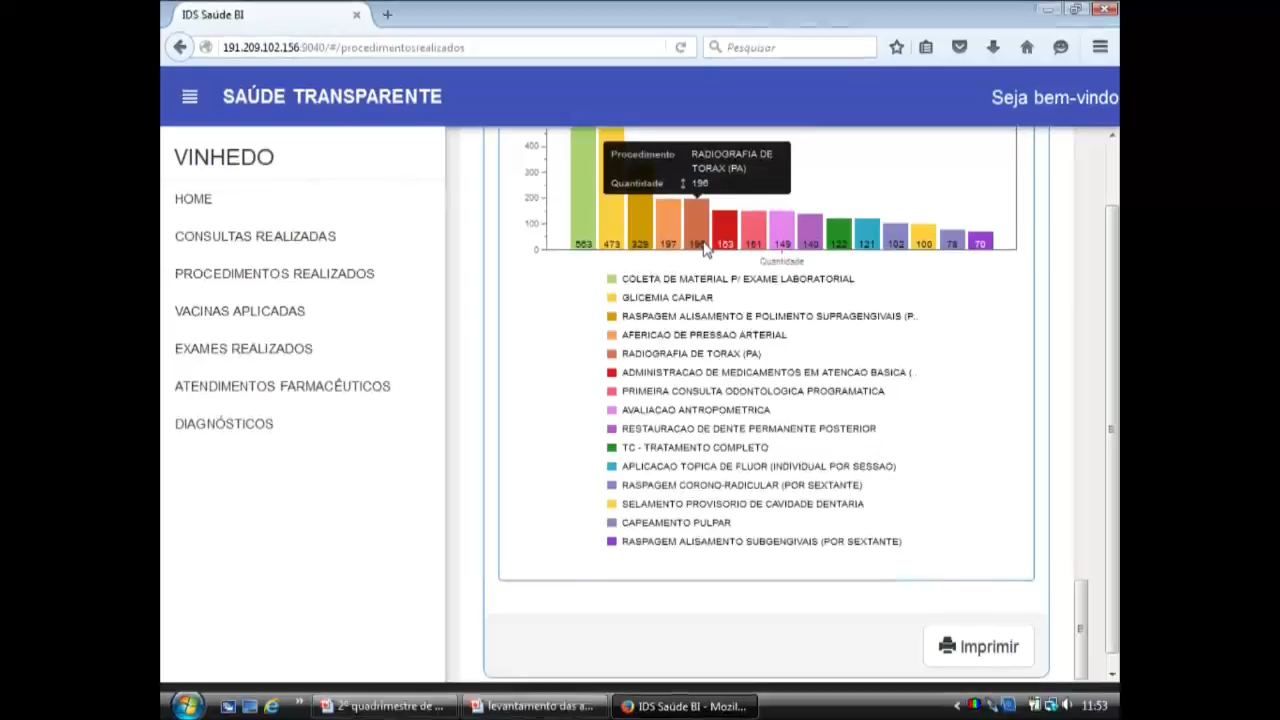 IDS Saúde BI
191.209.102.156:9040/#/procedimentosrealizados
Pesquisar
SAÚDE TRANSPARENTE
Seja bem-vindo
VINHEDO
HOME
CONSULTAS REALIZADAS
PROCEDIMENTOS REALIZADOS
VACINAS APLICADAS
EXAMES REALIZADOS
ATENDIMENTOS FARMACÊUTICOS
DIAGNÓSTICOS
400
300
200
100
0
Procedimento RADIOGRAFIA DE
TORAX (PA)
Quantidade 196
473 329 197 149 122 121 102 100 78 70
Quantidade
COLETA DE MATERIAL P/ EXAME LABORATORIAL
GLICEMIA CAPILAR
RASPAGEM ALISAMENTO E POLIMENTO SUPRAGENGIVAIS (P..
AFERICAO DE PRESSAO ARTERIAL
RADIOGRAFIA DE TORAX (PA)
ADMINISTRACAO DE MEDICAMENTOS EM ATENCAO BASICA (..
PRIMEIRA CONSULTA ODONTOLOGICA PROGRAMATICA
AVALIACAO ANTROPOMETRICA
RESTAURACAO DE DENTE PERMANENTE POSTERIOR
TC - TRATAMENTO COMPLETO
APLICACAO TOPICA DE FLUOR (INDIVIDUAL POR SESSAO)
RASPAGEM CORONO-RADICULAR (POR SEXTANTE)
SELAMENTO PROVISORIO DE CAVIDADE DENTARIA
CAPEAMENTO PULPAR
RASPAGEM ALISAMENTO SUBGENGIVAIS (POR SEXTANTE)
Imprimir
2º quadrimestre de ...
levantamento das a...
IDS Saúde BI - Mozil...
11:53